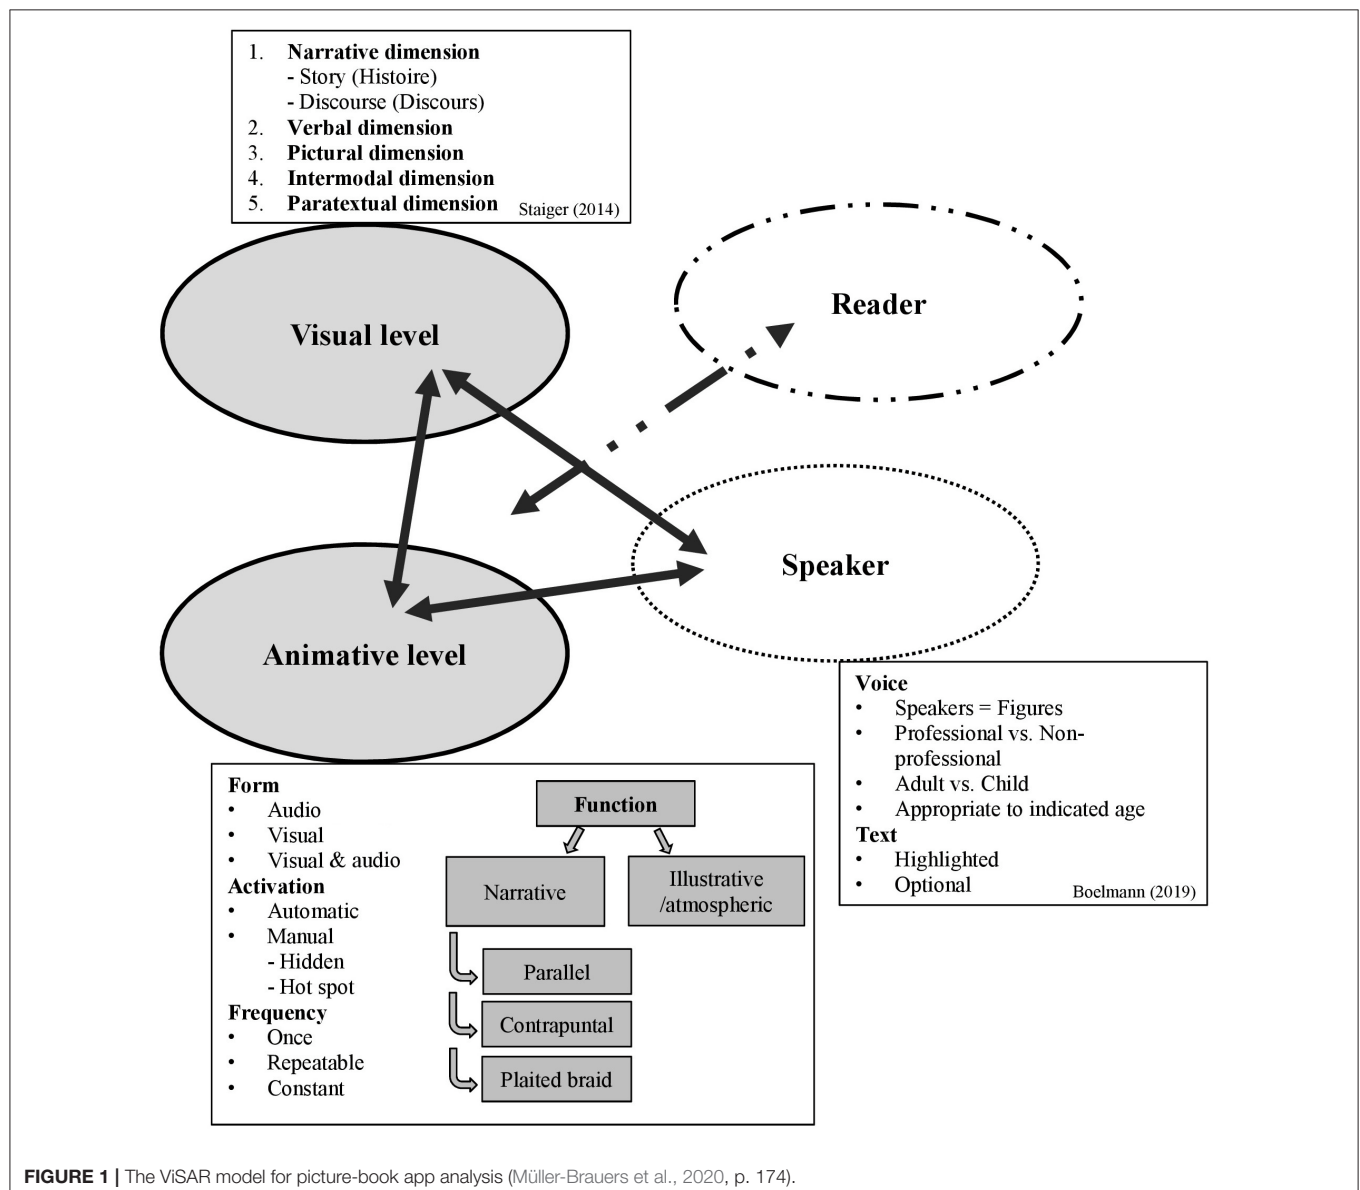 1. Narrative dimension
- Story (Histoire)
- Discourse (Discours)
2. Verbal dimension
3. Pictural dimension
4. Intermodal dimension
5. Paratextual dimension
Staiger (2014)
Visual level
Reader
Speaker
Animative level
Voice
• Speakers = Figures
• Professional vs. Non-
professional
• Adult vs. Child
• Appropriate to indicated age
Text
• Highlighted
• Optional
Boelmann (2019)
Form
• Audio
• Visual
• Visual & audio
Activation
• Automatic
• Manual
- Hidden
- Hot spot
Frequency
• Once
• Repeatable
• Constant
Function
Narrative
Illustrative
/atmospheric
Parallel
Contrapuntal
Plaited braid
FIGURE 1 | The ViSAR model for picture-book app analysis (Müller-Brauers et al., 2020, p. 174).